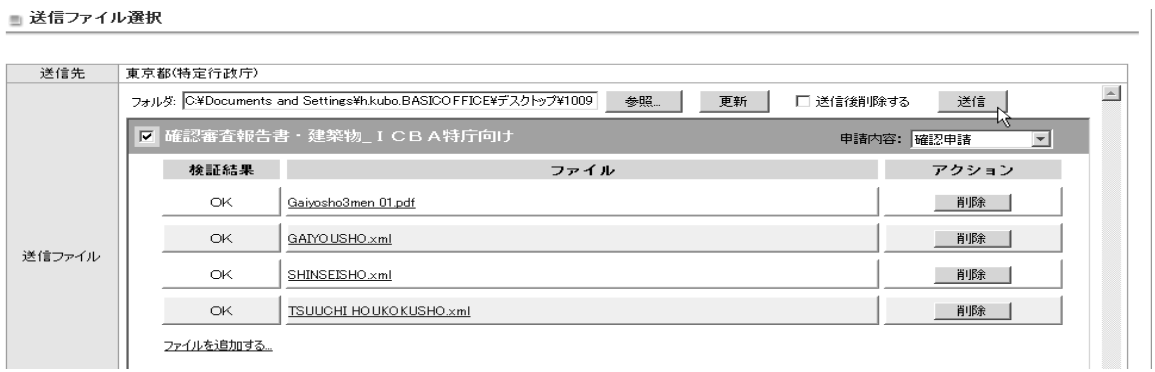 送信ファイル選択
送信先 東京都(特定行政庁)
フォルダ: C:¥Documents and Settings¥h.kubo.BASICOFFICE¥デスクトップ¥1009 参照... 更新 送信後削除する 送信
確認審査報告書・建築物_ＩＣＢＡ特庁向け 申請内容: 確認申請
検証結果 ファイル アクション
OK Gaiyosho3men 01.pdf 削除
OK GAIYOUSHO.xml 削除
送信ファイル
OK SHINSEISHO.xml 削除
OK TSUUCHI HOUKOKUSHO.xml 削除
ファイルを追加する...